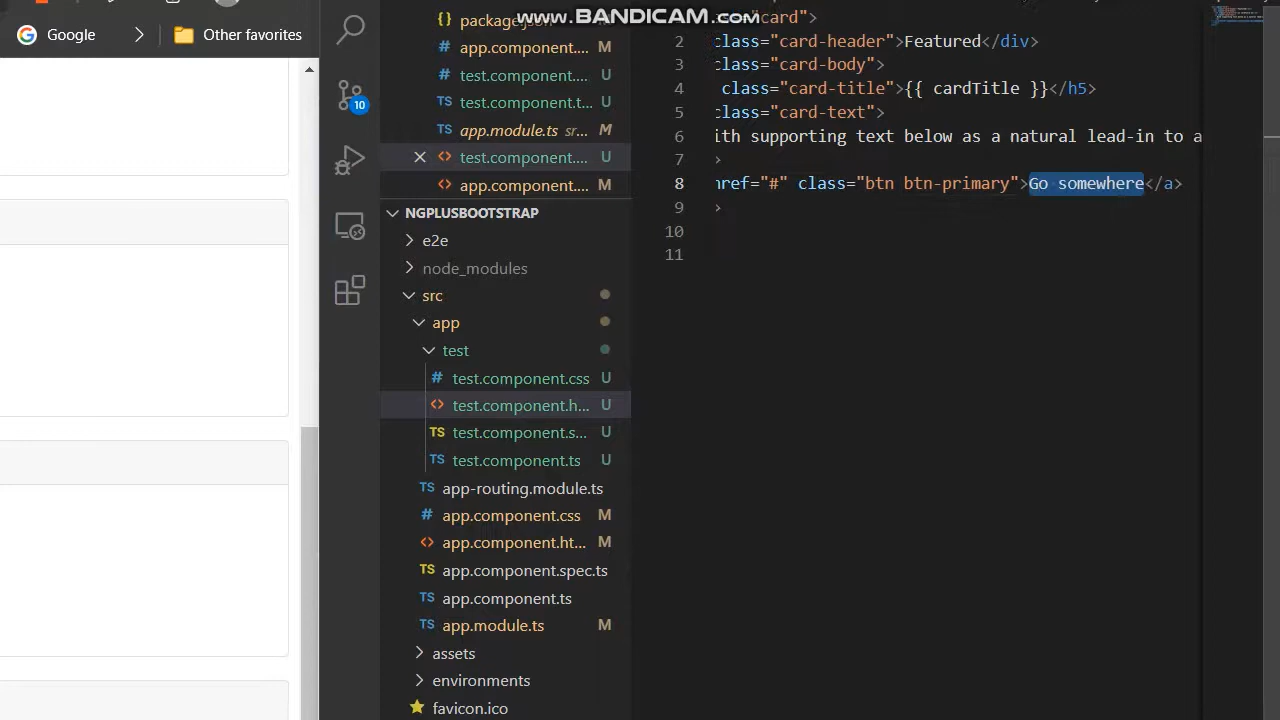 www.BANDICAM.com
Google
Other favorites
10
package.json
app.component.... M
test.component.... U
test.component.t... U
app.module.ts src... M
test.component.... U
app.component.... M
NGPLUSBOOTSTRAP
e2e
node_modules
src
app
test
test.component.css U
test.component.h... U
test.component.s... U
test.component.ts U
app-routing.module.ts
app.component.css M
app.component.ht... M
app.component.spec.ts
app.component.ts
app.module.ts M
assets
environments
favicon.ico
"card">
2 class="card-header">Featured</div>
3 class="card-body">
4 class="card-title">{{ cardTitle }}</h5>
5 class="card-text">
6 ith supporting text below as a natural lead-in to a
7 >
8 href="#" class="btn btn-primary">Go somewhere</a>
9 >
10
11